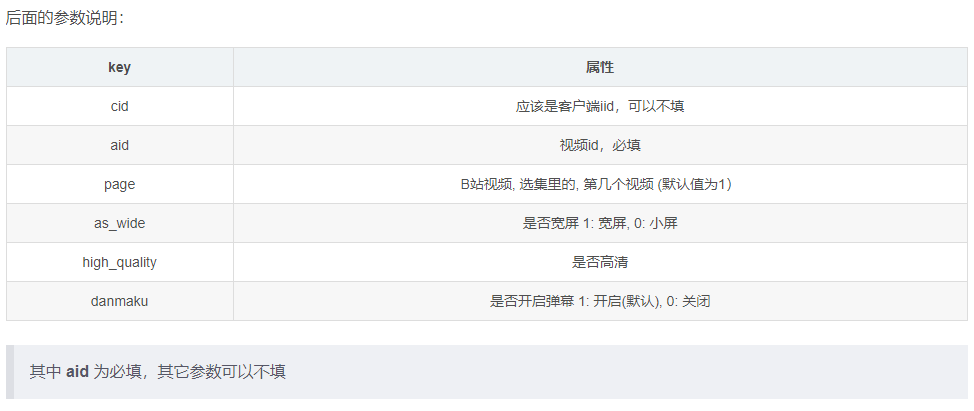 后面的参数说明：
key 属性
cid 应该是客户端iid，可以不填
aid 视频id，必填
page B站视频, 选集里的, 第几个视频 (默认值为1）
as_wide 是否宽屏 1: 宽屏, 0: 小屏
high_quality 是否高清
danmaku 是否开启弹幕 1: 开启(默认), 0: 关闭
其中 aid 为必填，其它参数可以不填